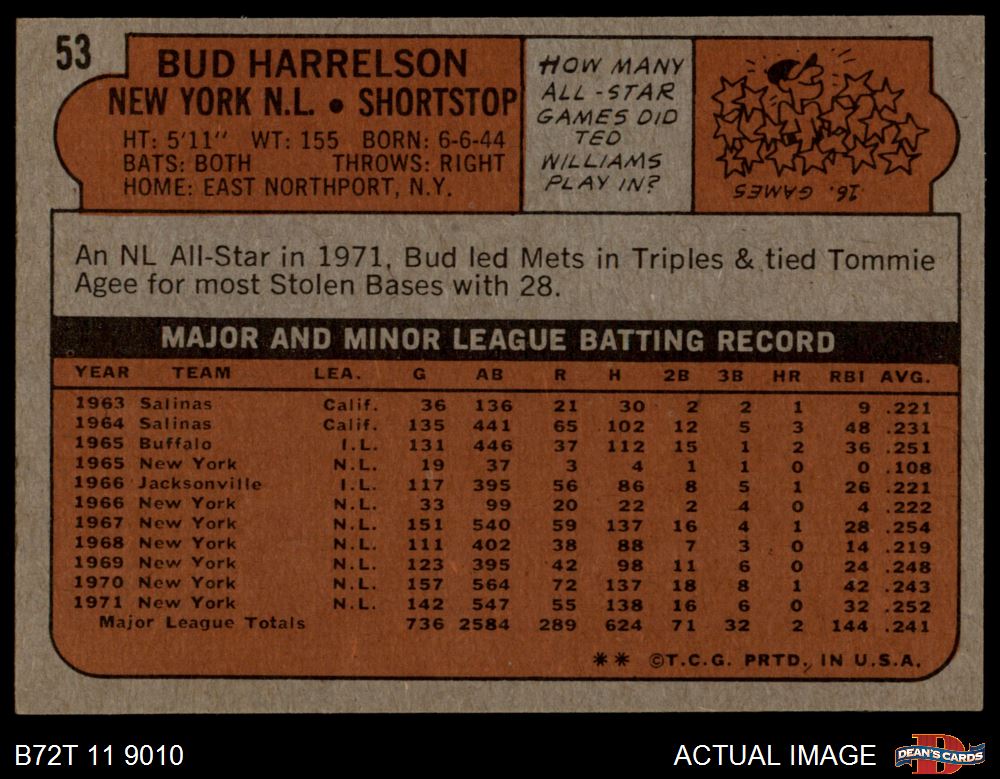 53
BUD HARRELSON
NEW YORK N.L. • SHORTSTOP
HT: 5'11" WT: 155 BORN: 6-6-44
BATS: BOTH THROWS: RIGHT
HOME: EAST NORTHPORT, N.Y.
HOW MANY
ALL-STAR
GAMES DID
TED
WILLIAMS
PLAY IN?
16. GAMES
An NL All-Star in 1971, Bud led Mets in Triples & tied Tommie
Agee for most Stolen Bases with 28.
MAJOR AND MINOR LEAGUE BATTING RECORD
YEAR TEAM LEA. G AB R H 2B 3B HR RBI AVG.
1963 Salinas Calif. 36 136 21 30 2 2 1 9 .221
1964 Salinas Calif. 135 441 65 102 12 5 3 48 .231
1965 Buffalo I.L. 131 446 37 112 15 1 2 36 .251
1965 New York N.L. 19 37 3 4 1 1 0 0 .108
1966 Jacksonville I.L. 117 395 56 86 8 5 1 26 .221
1966 New York N.L. 33 99 20 22 2 4 0 4 .222
1967 New York N.L. 151 540 59 137 16 4 1 28 .254
1968 New York N.L. 111 402 38 88 7 3 0 14 .219
1969 New York N.L. 123 395 42 98 11 6 0 24 .248
1970 New York N.L. 157 564 72 137 18 8 1 42 .243
1971 New York N.L. 142 547 55 138 16 6 0 32 .252
Major League Totals 736 2584 289 624 71 32 2 144 .241
** ©T.C.G. PRTD. IN U.S.A.
B72T 11 9010
ACTUAL IMAGE
DEAN'S CARDS